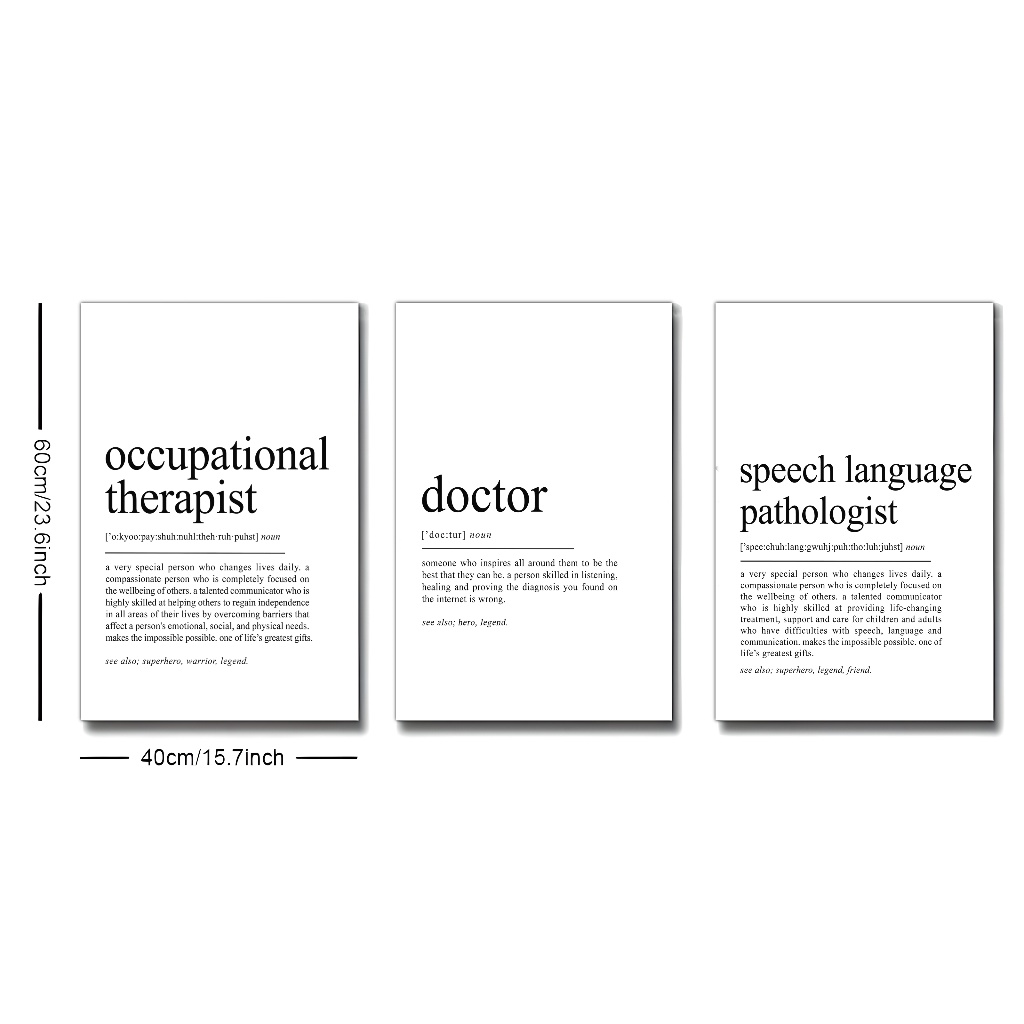 60cm/23.6inch
occupational
therapist
['o:kyoo:pay:shuh:nuhl:theh·ruh·puhst] noun
a very special person who changes lives daily. a
compassionate person who is completely focused on
the wellbeing of others. a talented communicator who is
highly skilled at helping others to regain independence
in all areas of their lives by overcoming barriers that
affect a person's emotional, social, and physical needs.
makes the impossible possible. one of life's greatest gifts.
see also; superhero, warrior, legend.
40cm/15.7inch
doctor
['doc:tur] noun
someone who inspires all around them to be the
best that they can be. a person skilled in listening,
healing and proving the diagnosis you found on
the internet is wrong.
see also; hero, legend.
speech language
pathologist
['spee:chuh:lang:gwuhj:puh:tho:luh:juhst] noun
a very special person who changes lives daily. a
compassionate person who is completely focused on
the wellbeing of others. a talented communicator
who is highly skilled at providing life-changing
treatment, support and care for children and adults
who have difficulties with speech, language and
communication. makes the impossible possible. one of
life's greatest gifts.
see also; superhero, legend, friend.